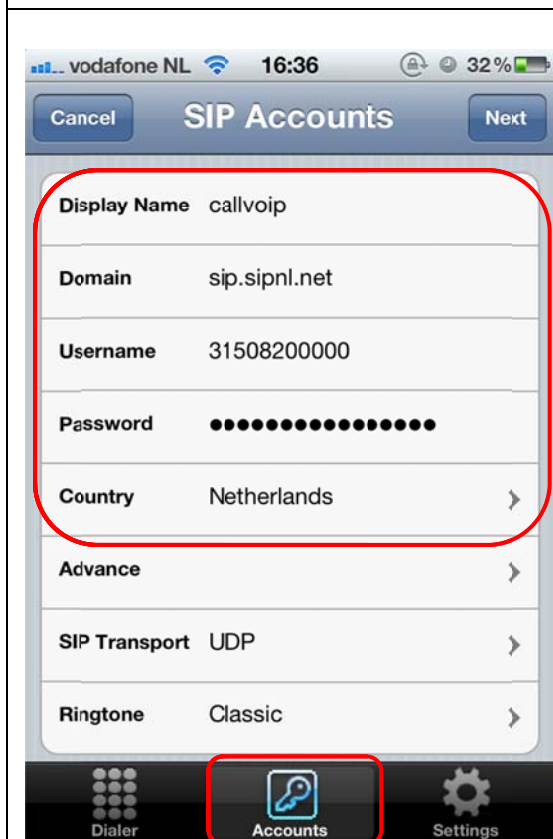 vodafone NL 16:36 32%
Cancel SIP Accounts Next
Display Name callvoip
Domain sip.sipnl.net
Username 31508200000
Password ●●●●●●●●●●●●●●●●
Country Netherlands
Advance
SIP Transport UDP
Ringtone Classic
Dialer Accounts Settings